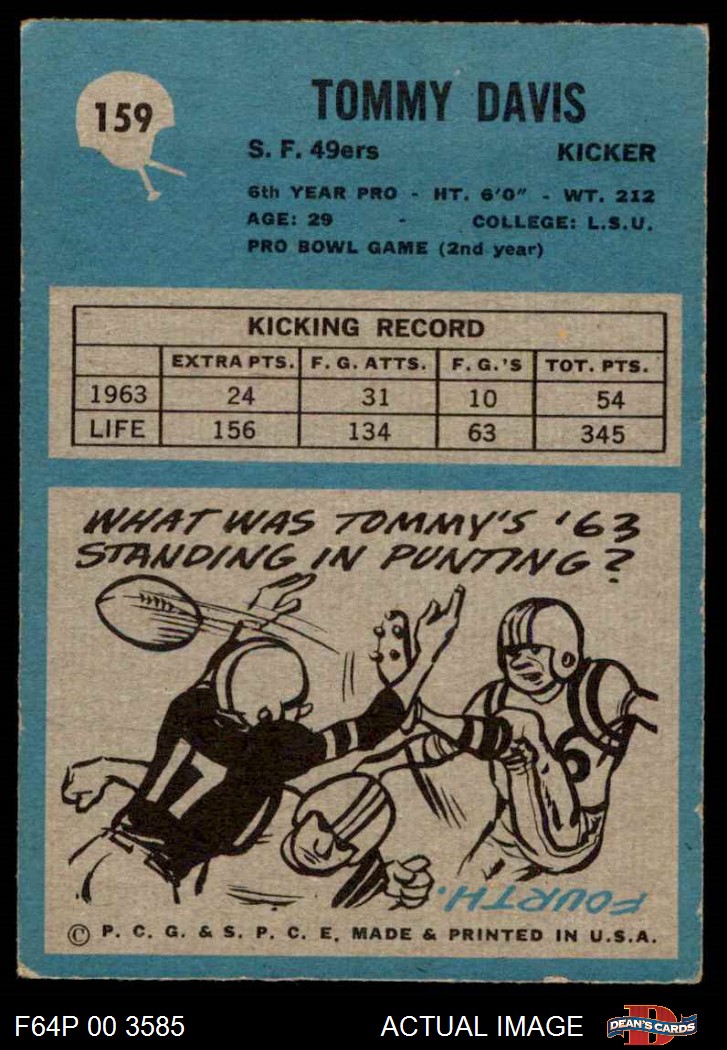 159
TOMMY DAVIS
S. F. 49ers KICKER
6th YEAR PRO - HT. 6'0" - WT. 212
AGE: 29 - COLLEGE: L.S.U.
PRO BOWL GAME (2nd year)
KICKING RECORD
EXTRA PTS. F. G. ATTS. F. G.'S TOT. PTS.
1963 24 31 10 54
LIFE 156 134 63 345
WHAT WAS TOMMY'S '63
STANDING IN PUNTING?
17
6
FOURTH.
© P. C. G. & S. P. C. E. MADE & PRINTED IN U.S.A.
F64P 00 3585 ACTUAL IMAGE D DEAN'S CARDS